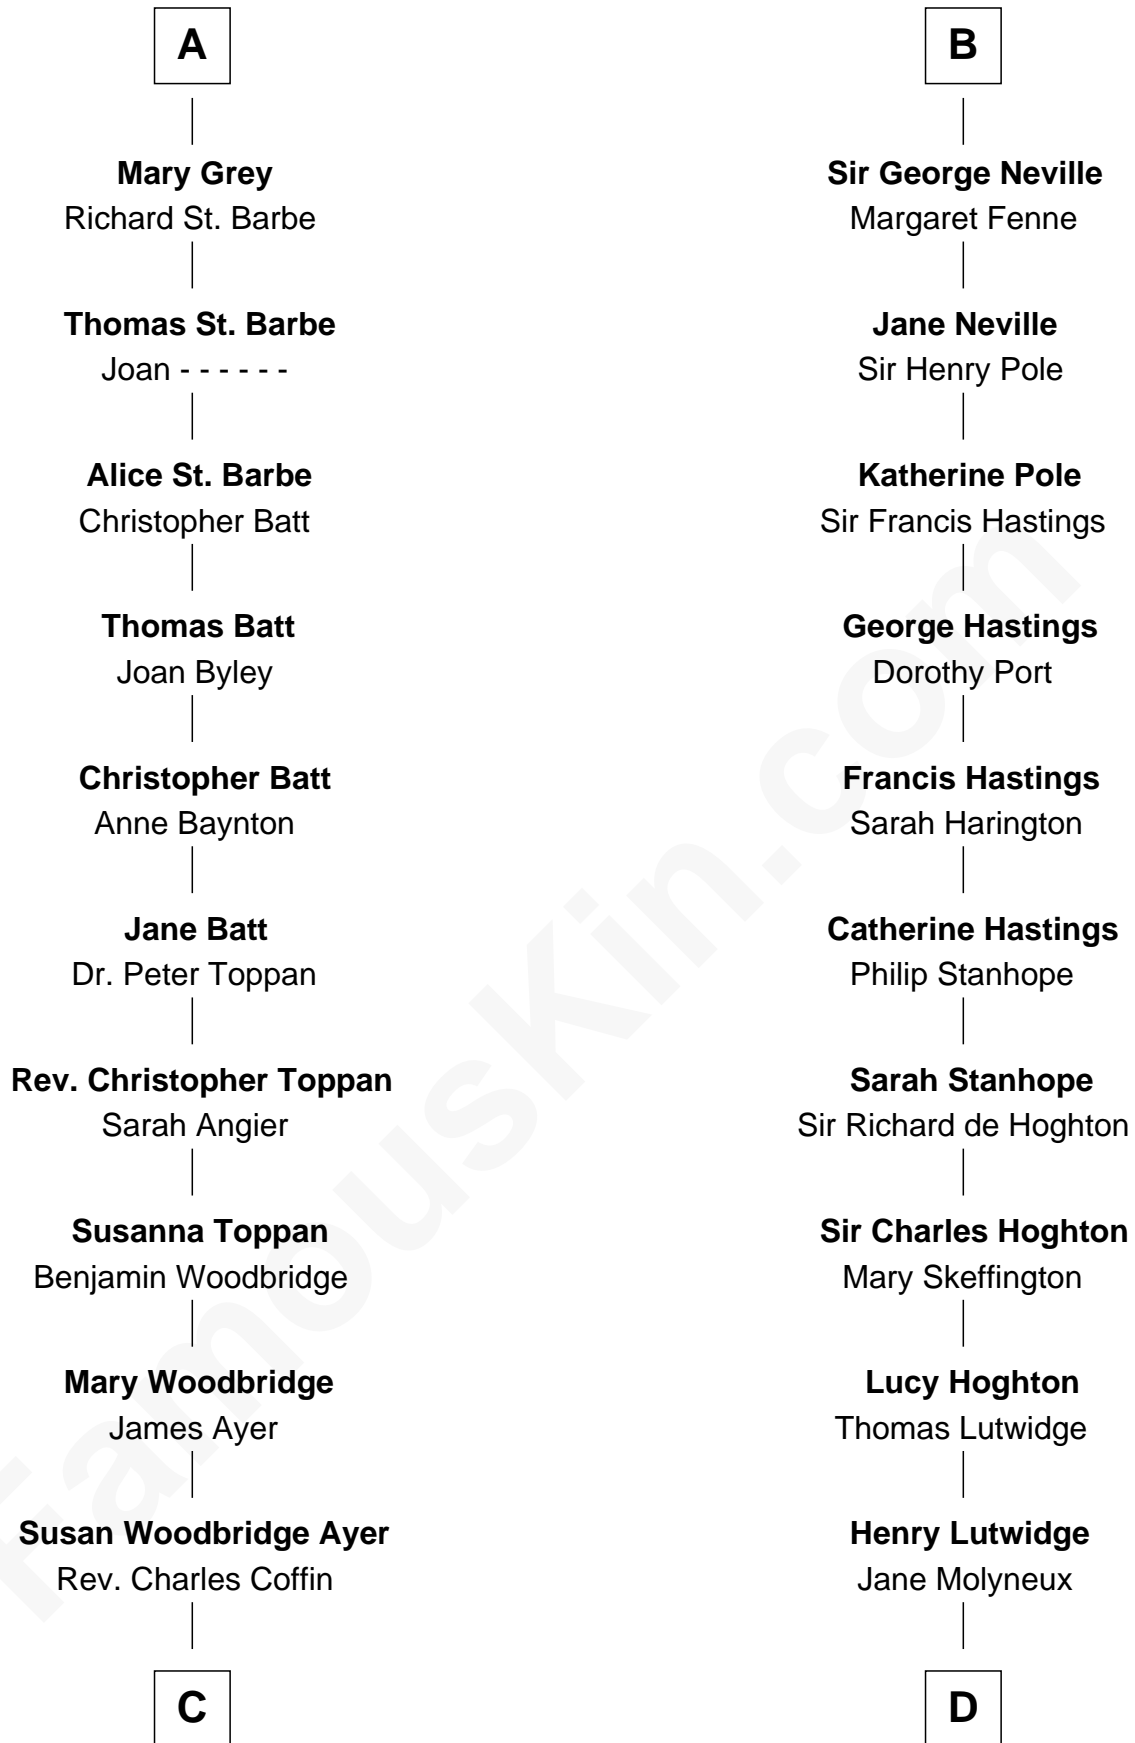 A
Mary Grey
Richard St. Barbe
Thomas St. Barbe
Joan - - - - - -
Alice St. Barbe
Christopher Batt
Thomas Batt
Joan Byley
Christopher Batt
Anne Baynton
Jane Batt
Dr. Peter Toppan
Rev. Christopher Toppan
Sarah Angier
Susanna Toppan
Benjamin Woodbridge
Mary Woodbridge
James Ayer
Susan Woodbridge Ayer
Rev. Charles Coffin
C
B
Sir George Neville
Margaret Fenne
Jane Neville
Sir Henry Pole
Katherine Pole
Sir Francis Hastings
George Hastings
Dorothy Port
Francis Hastings
Sarah Harington
Catherine Hastings
Philip Stanhope
Sarah Stanhope
Sir Richard de Hoghton
Sir Charles Hoghton
Mary Skeffington
Lucy Hoghton
Thomas Lutwidge
Henry Lutwidge
Jane Molyneux
D
FamousKin.com